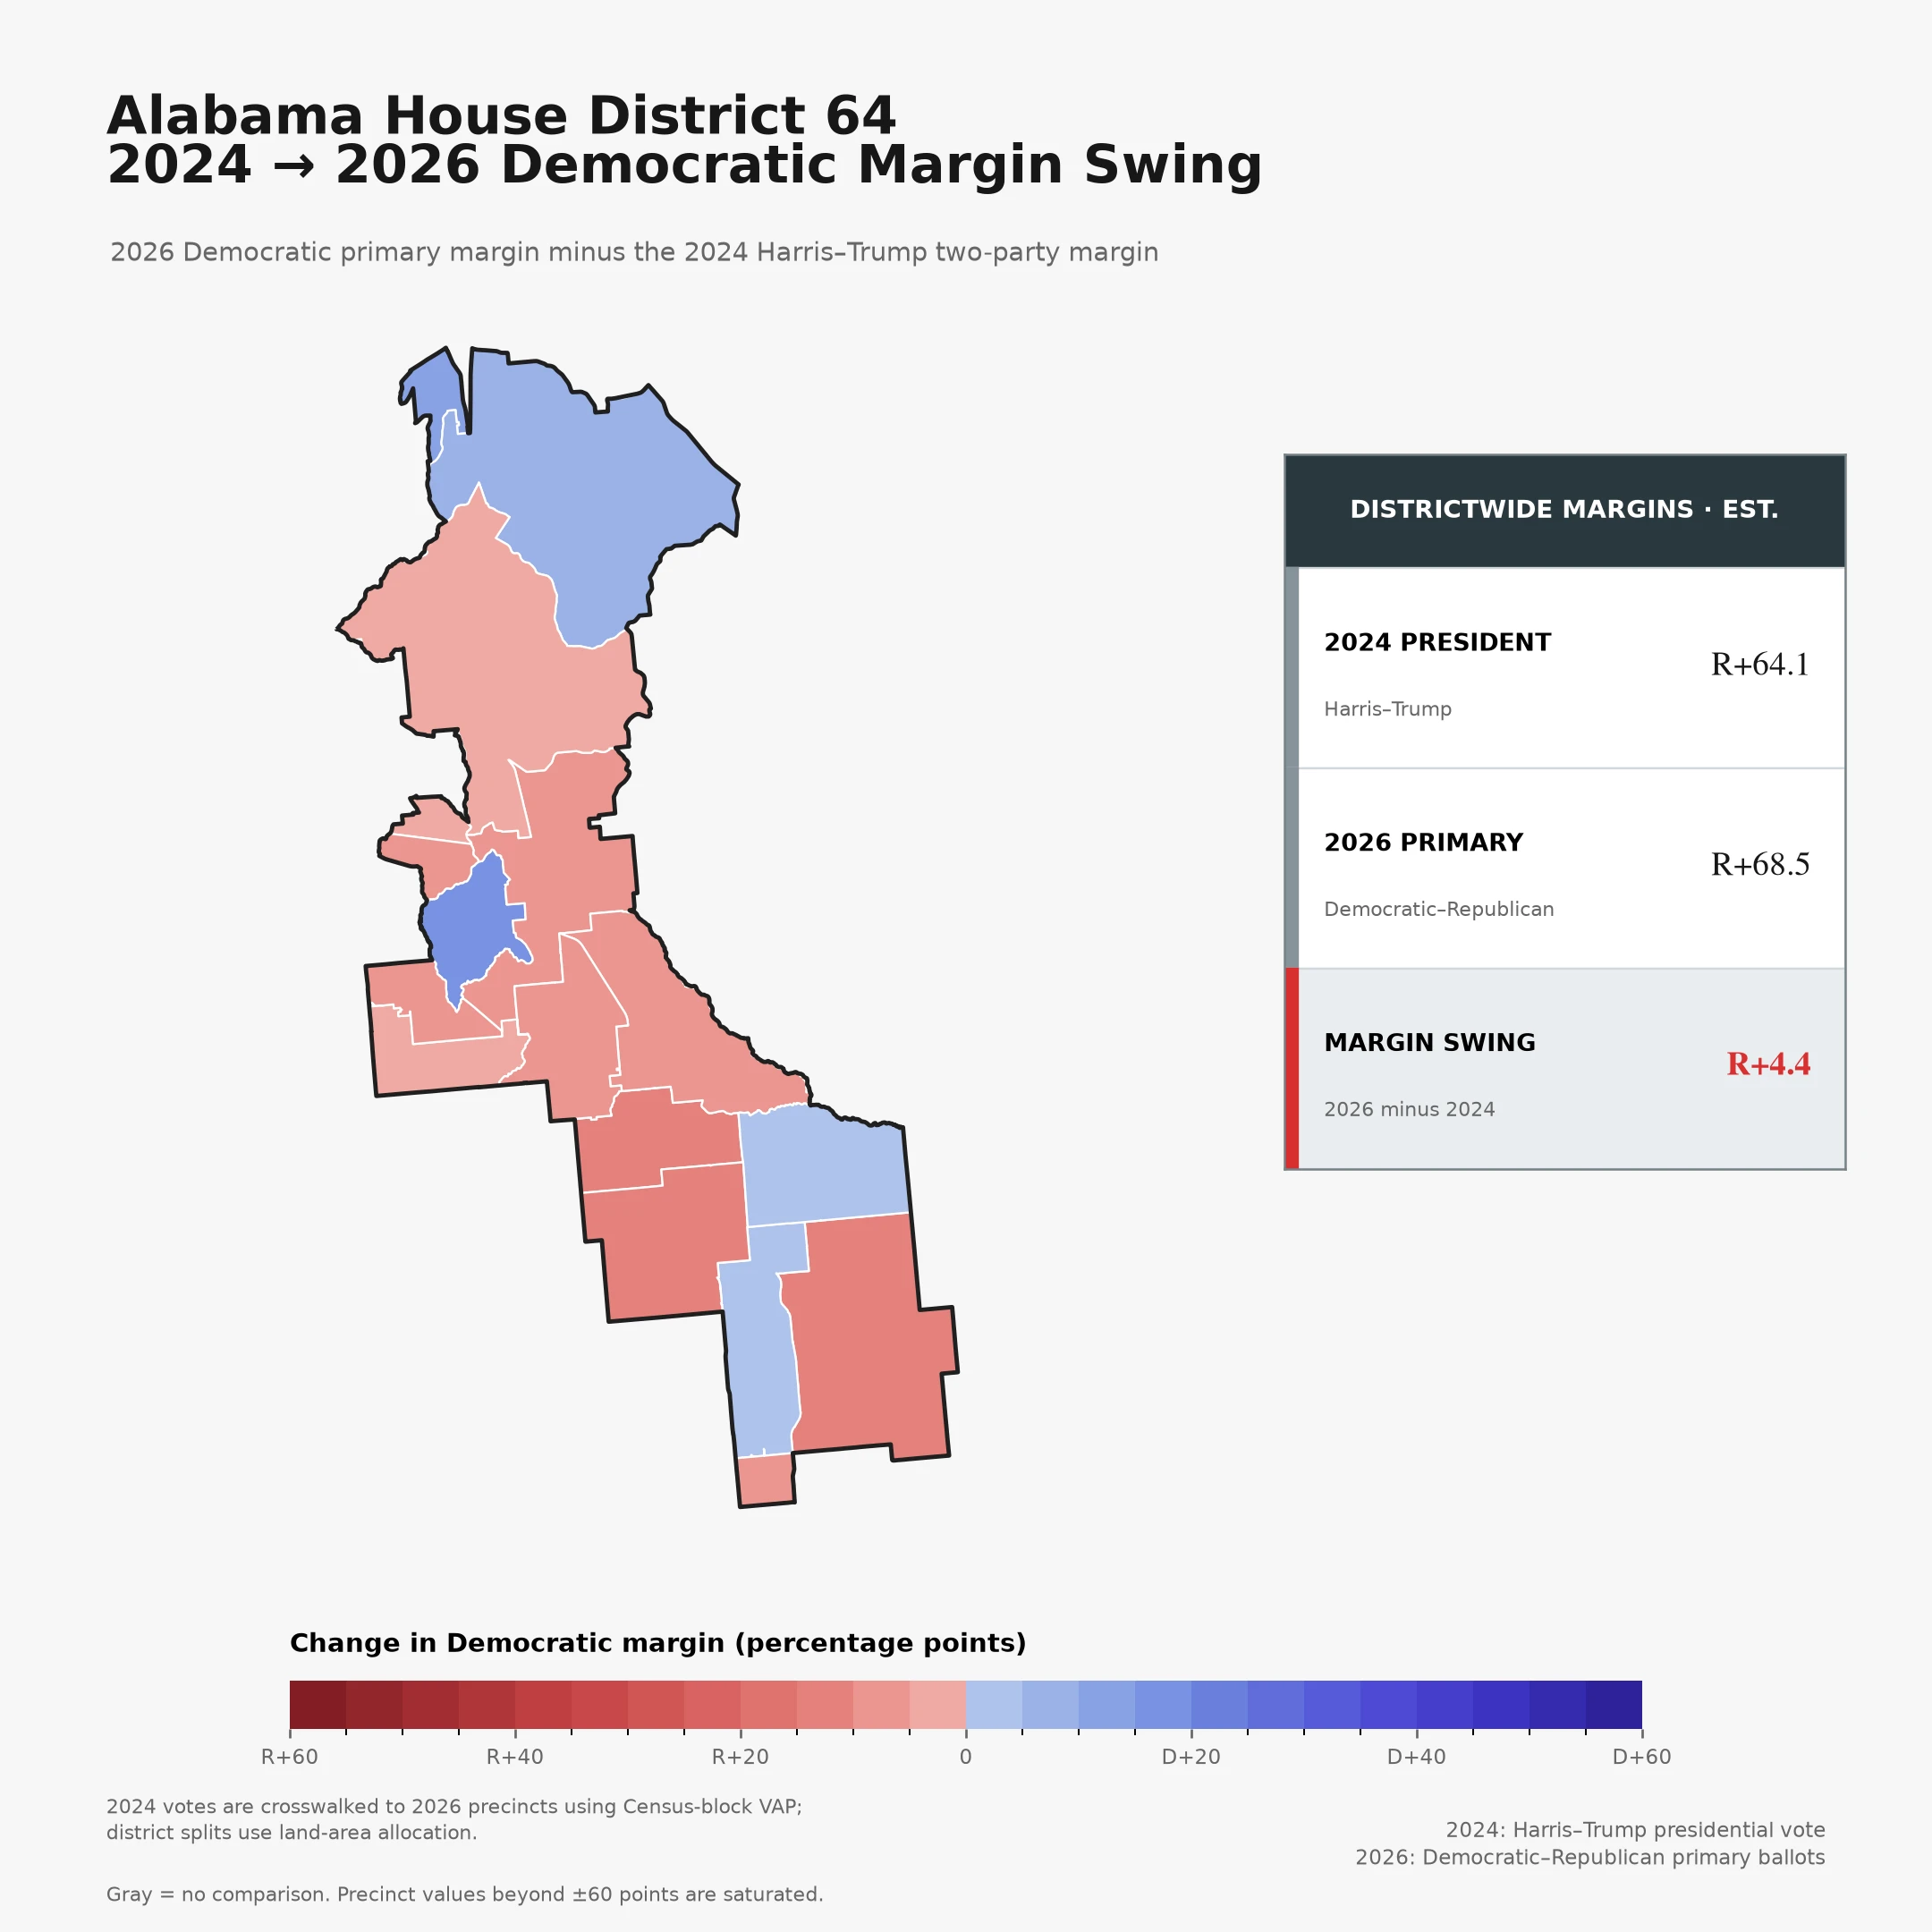 Alabama House District 64
2024 → 2026 Democratic Margin Swing
2026 Democratic primary margin minus the 2024 Harris–Trump two-party margin
DISTRICTWIDE MARGINS · EST.
2024 PRESIDENT
R+64.1
Harris–Trump
2026 PRIMARY
R+68.5
Democratic–Republican
MARGIN SWING
R+4.4
2026 minus 2024
Change in Democratic margin (percentage points)
R+60 R+40 R+20 0 D+20 D+40 D+60
2024 votes are crosswalked to 2026 precincts using Census-block VAP;
district splits use land-area allocation.
Gray = no comparison. Precinct values beyond ±60 points are saturated.
2024: Harris–Trump presidential vote
2026: Democratic–Republican primary ballots